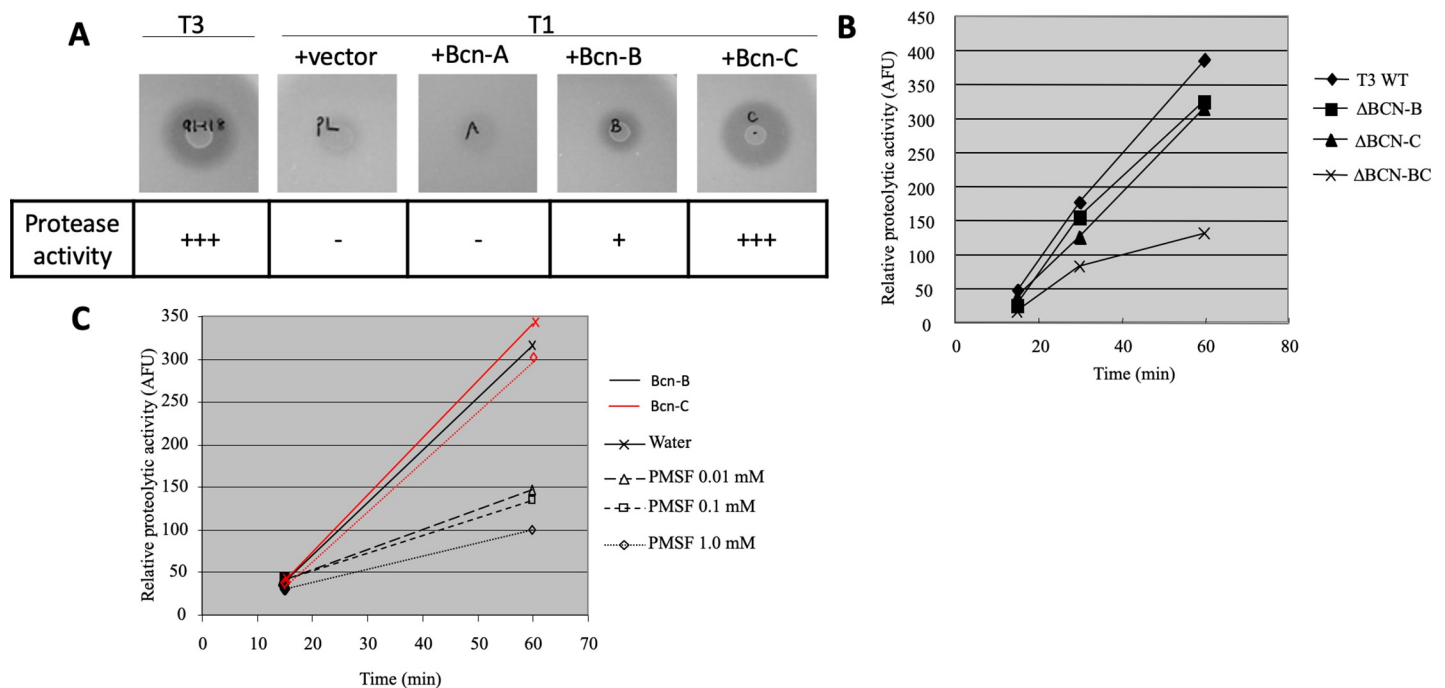 A
T3
T1
+vector
+Bcn-A
+Bcn-B
+Bcn-C
PL
A
B
C
Protease
activity
+++
-
-
+
+++
B
Relative proteolytic activity (AFU)
450
400
350
300
250
200
150
100
50
0
0
20
40
60
80
Time (min)
T3 WT
ΔBCN-B
ΔBCN-C
ΔBCN-BC
C
Relative proteolytic activity (AFU)
350
300
250
200
150
100
50
0
0
10
20
30
40
50
60
70
Time (min)
Bcn-B
Bcn-C
Water
PMSF 0.01 mM
PMSF 0.1 mM
PMSF 1.0 mM